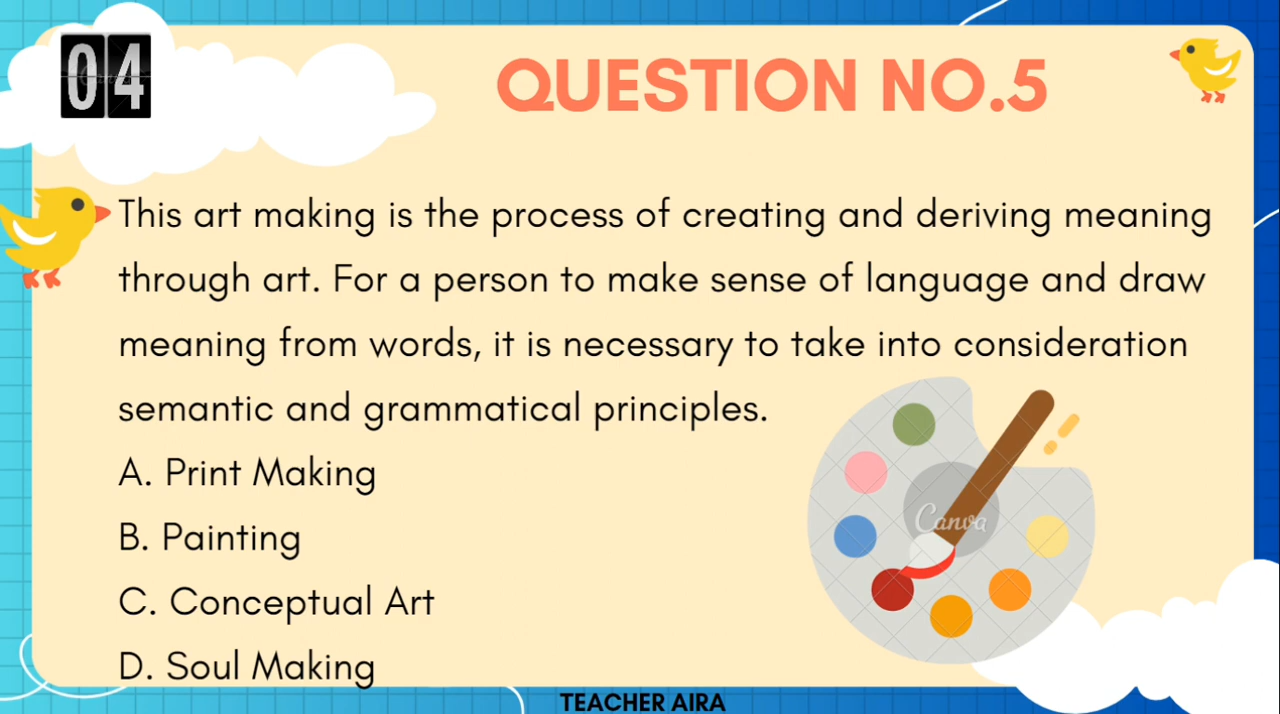 04
QUESTION NO.5
This art making is the process of creating and deriving meaning
through art. For a person to make sense of language and draw
meaning from words, it is necessary to take into consideration
semantic and grammatical principles.
A. Print Making
B. Painting
C. Conceptual Art
D. Soul Making
Canva
TEACHER AIRA